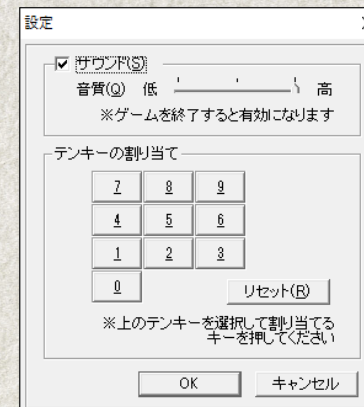 設定
サウンド(S)
音質(Q) 低 高
※ゲームを終了すると有効になります
テンキーの割り当て
7 8 9
4 5 6
1 2 3
0
リセット(R)
※上のテンキーを選択して割り当てる
キーを押してください
OK キャンセル